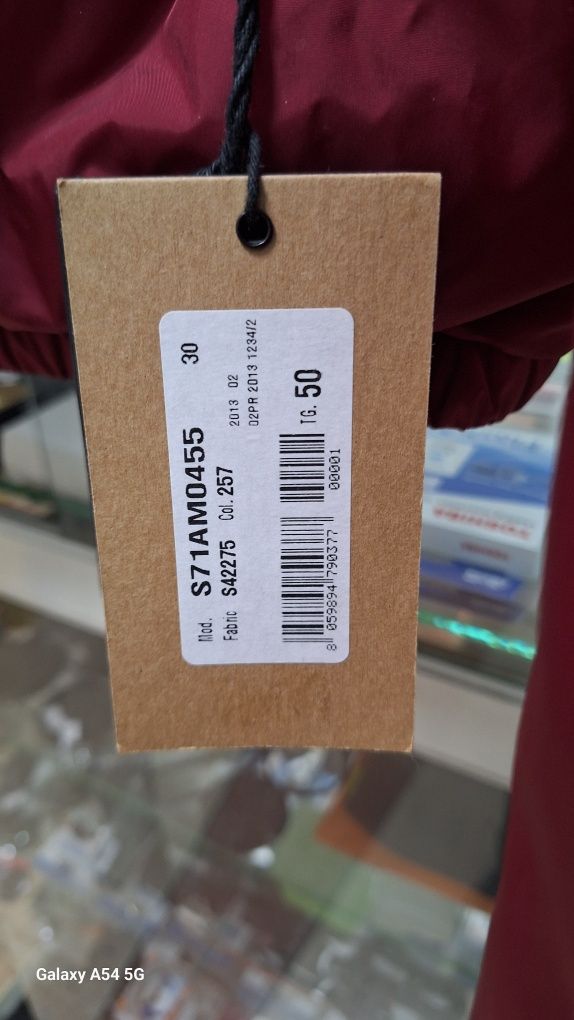 Mod. S71AM0455 30
Fabric S42275 Col. 257
2013 02
02PR 2013 1234/2
TG. 50
00001
8 059894 790377
TOSHIBA
Galaxy A54 5G